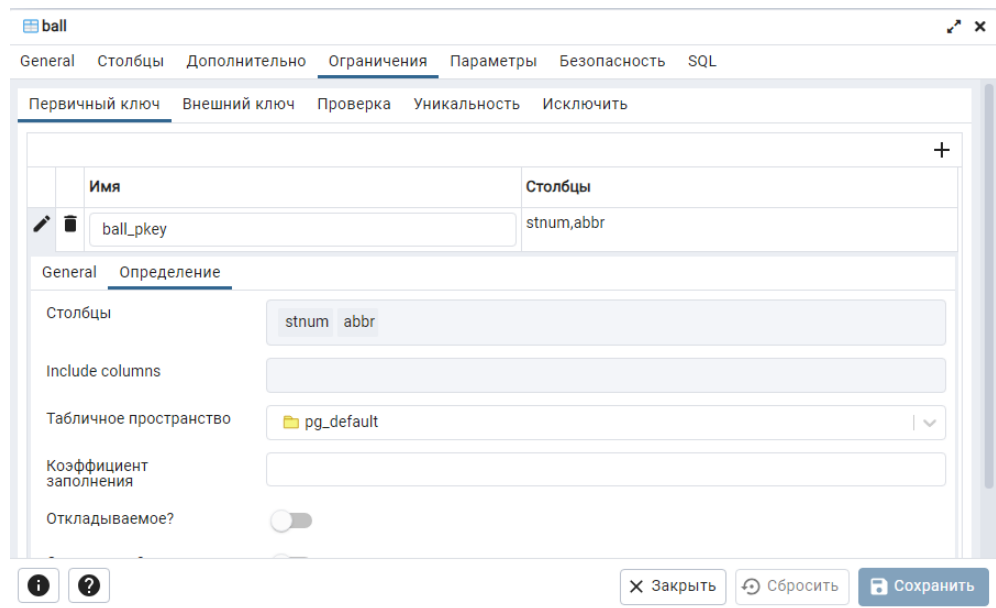 ball
General Столбцы Дополнительно Ограничения Параметры Безопасность SQL
Первичный ключ Внешний ключ Проверка Уникальность Исключить
Имя Столбцы
ball_pkey stnum,abbr
General Определение
Столбцы stnum abbr
Include columns
Табличное пространство pg_default
Коэффициент
заполнения
Откладываемое?
Закрыть Сбросить Сохранить